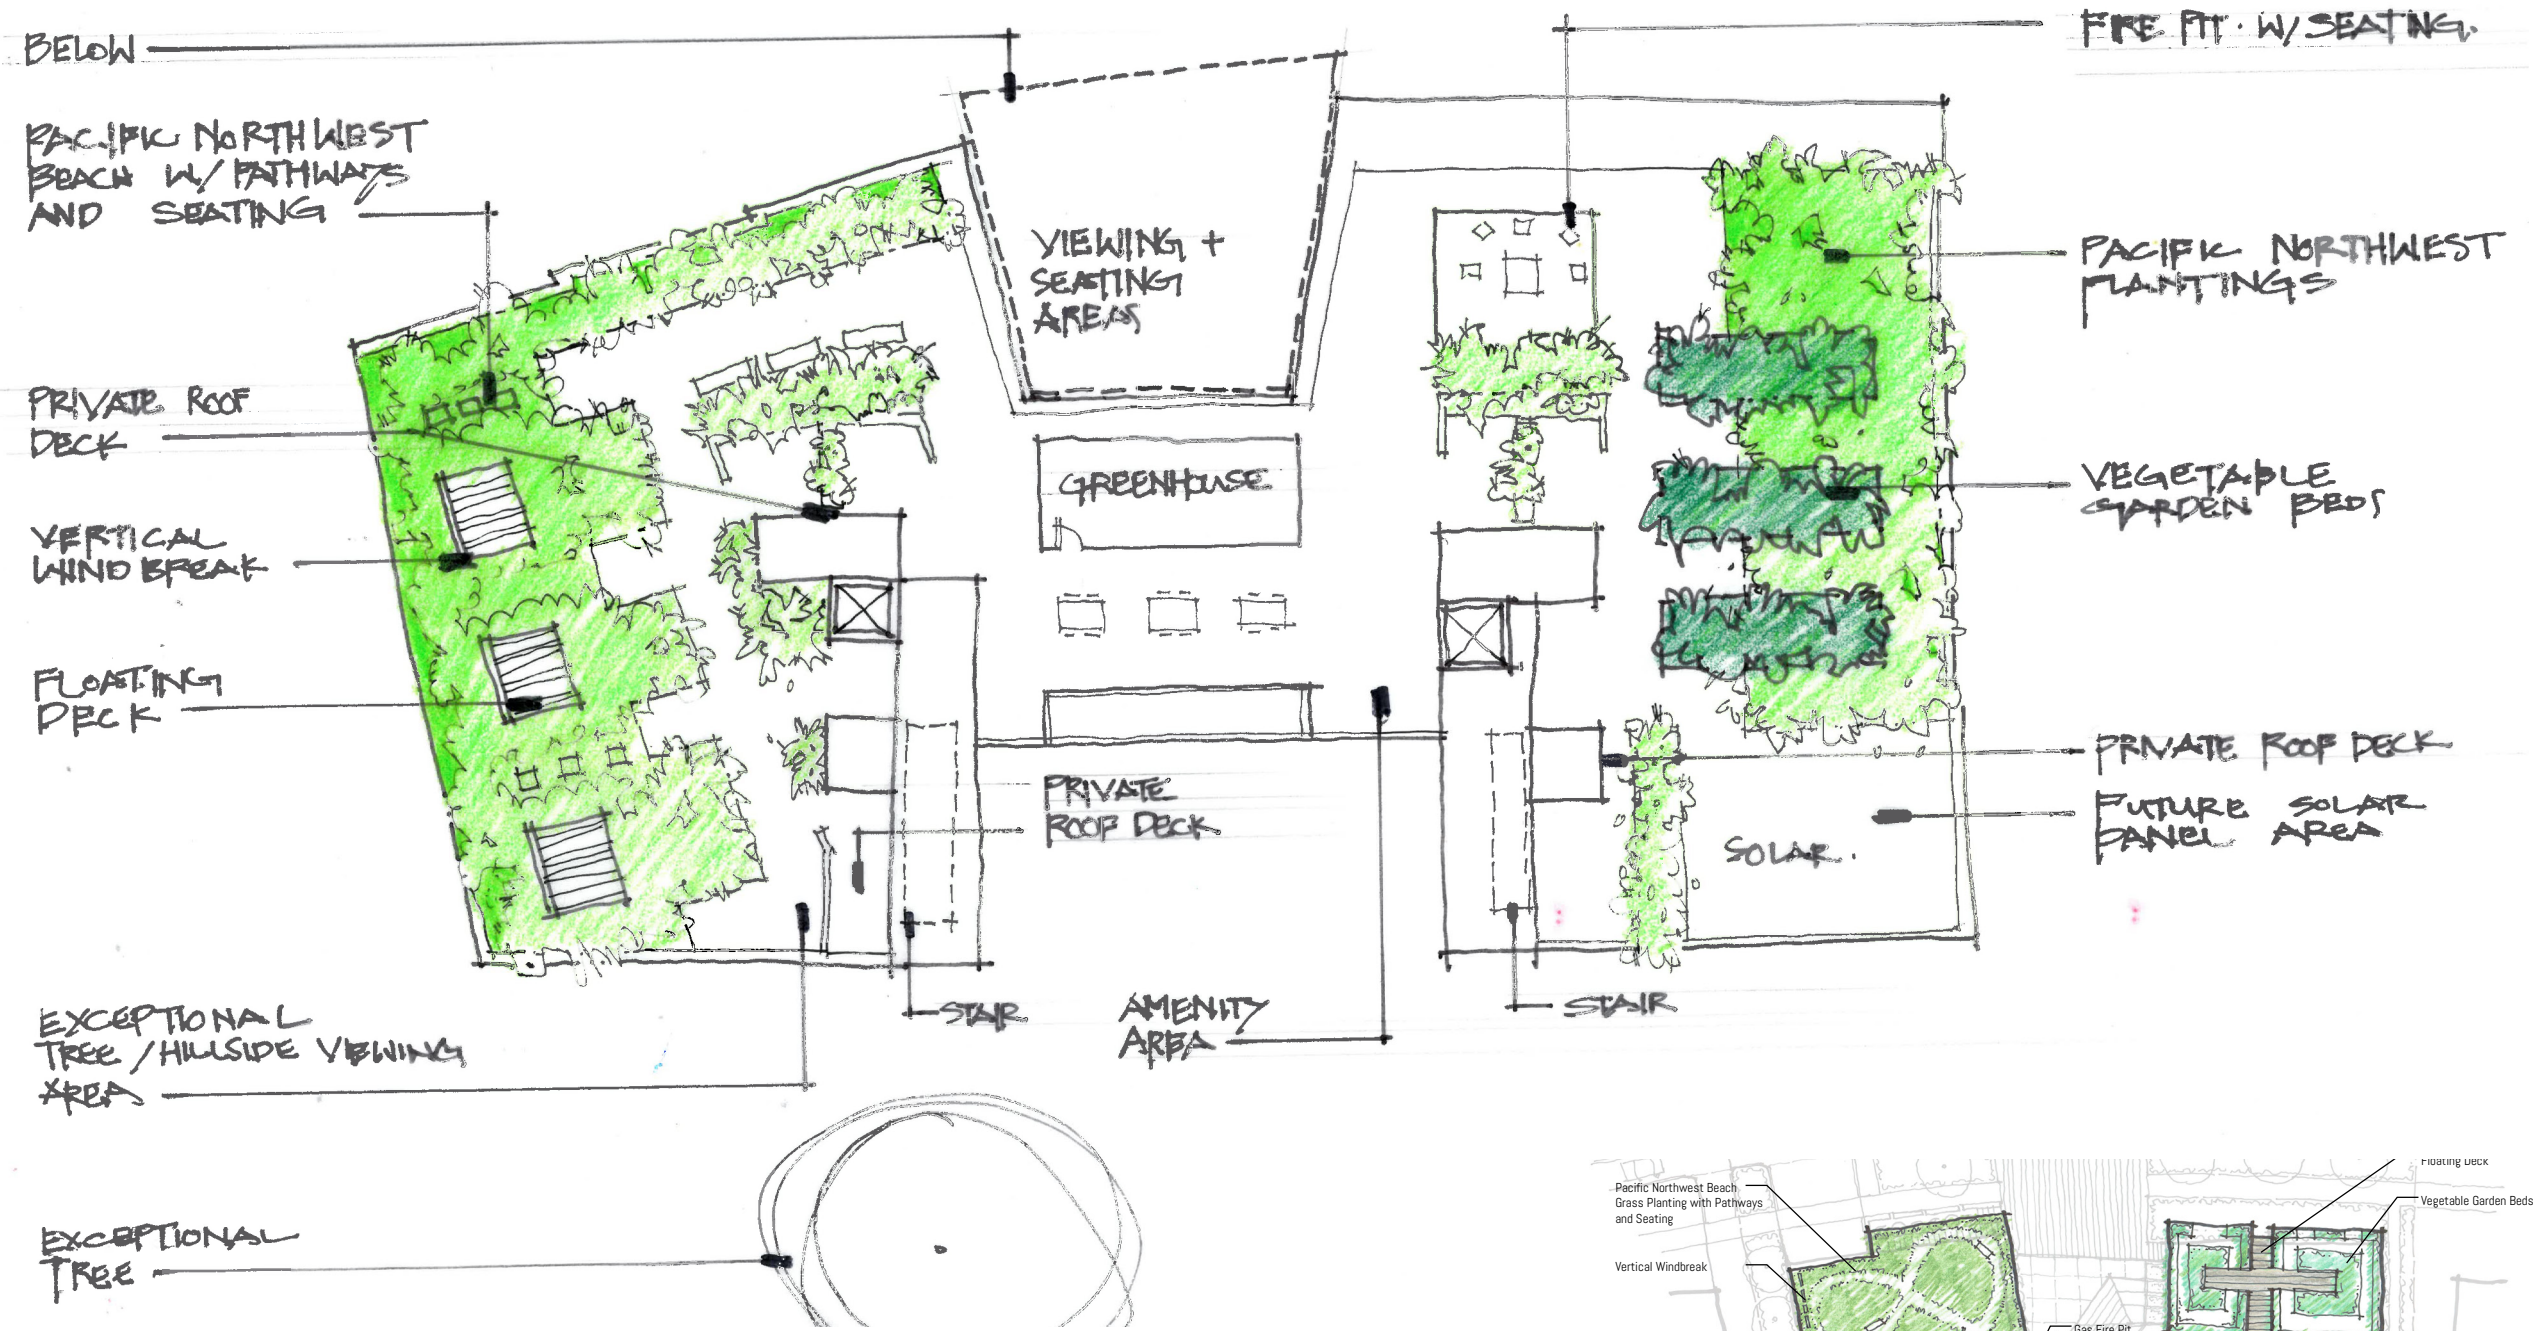 BELOW
PACIFIC NORTHWEST
BEACH W/ PATHWAYS
AND SEATING
PRIVATE ROOF
DECK
VERTICAL
WINDBREAK
FLOATING
DECK
EXCEPTIONAL
TREE / HILLSIDE VIEWING
AREA
EXCEPTIONAL
TREE
VIEWING +
SEATING
AREAS
GREENHOUSE
PRIVATE
ROOF DECK
STAIR
AMENITY
AREA
STAIR
SOLAR.
FIRE PIT W/ SEATING.
PACIFIC NORTHWEST
PLANTINGS
VEGETABLE
GARDEN BEDS
PRIVATE ROOF DECK
FUTURE SOLAR
PANEL AREA
Pacific Northwest Beach
Grass Planting with Pathways
and Seating
Vertical Windbreak
Floating Deck
Vegetable Garden Beds
Gas Fire Pit